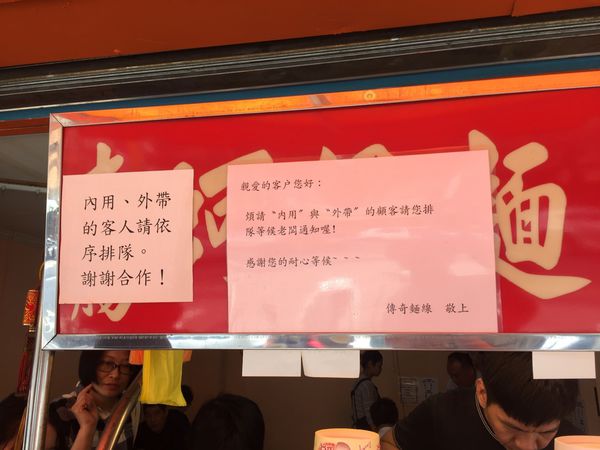 內用、外帶
的客人請依
序排隊。
謝謝合作！
親愛的客户您好：
煩請〝內用〞與〝外帶〞的顧客請您排
隊等候老闆通知喔!
感謝您的耐心等候~~~
傳奇麵線 敬上
麵